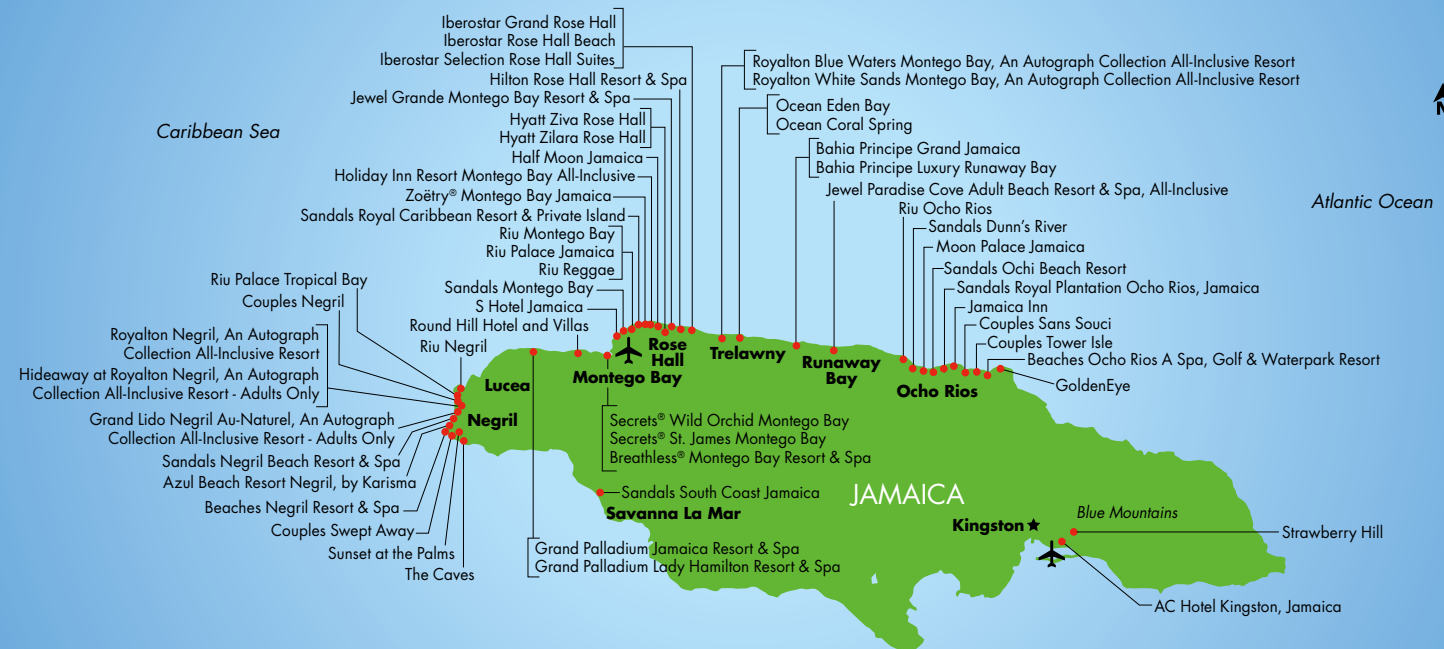 Iberostar Grand Rose Hall
Iberostar Rose Hall Beach
Iberostar Selection Rose Hall Suites
Hilton Rose Hall Resort & Spa
Jewel Grande Montego Bay Resort & Spa
Hyatt Ziva Rose Hall
Hyatt Zilara Rose Hall
Half Moon Jamaica
Holiday Inn Resort Montego Bay All-Inclusive
Zoëtry® Montego Bay Jamaica
Sandals Royal Caribbean Resort & Private Island
Riu Montego Bay
Riu Palace Jamaica
Riu Reggae
Sandals Montego Bay
S Hotel Jamaica
Round Hill Hotel and Villas
Riu Negril
Royalton Blue Waters Montego Bay, An Autograph Collection All-Inclusive Resort
Royalton White Sands Montego Bay, An Autograph Collection All-Inclusive Resort
Ocean Eden Bay
Ocean Coral Spring
Bahia Principe Grand Jamaica
Bahia Principe Luxury Runaway Bay
Jewel Paradise Cove Adult Beach Resort & Spa, All-Inclusive
Riu Ocho Rios
Sandals Dunn's River
Moon Palace Jamaica
Sandals Ochi Beach Resort
Sandals Royal Plantation Ocho Rios, Jamaica
Jamaica Inn
Couples Sans Souci
Couples Tower Isle
Beaches Ocho Rios A Spa, Golf & Waterpark Resort
GoldenEye
Caribbean Sea
Atlantic Ocean
Riu Palace Tropical Bay
Couples Negril
Royalton Negril, An Autograph
Collection All-Inclusive Resort
Hideaway at Royalton Negril, An Autograph
Collection All-Inclusive Resort - Adults Only
Grand Lido Negril Au-Naturel, An Autograph
Collection All-Inclusive Resort - Adults Only
Sandals Negril Beach Resort & Spa
Azul Beach Resort Negril, by Karisma
Beaches Negril Resort & Spa
Couples Swept Away
Sunset at the Palms
The Caves
Lucea
Negril
Montego Bay
Rose
Hall
Trelawny
Runaway
Bay
Ocho Rios
Secrets® Wild Orchid Montego Bay
Secrets® St. James Montego Bay
Breathless® Montego Bay Resort & Spa
Sandals South Coast Jamaica
Savanna La Mar
JAMAICA
Grand Palladium Jamaica Resort & Spa
Grand Palladium Lady Hamilton Resort & Spa
Kingston
Blue Mountains
Strawberry Hill
AC Hotel Kingston, Jamaica